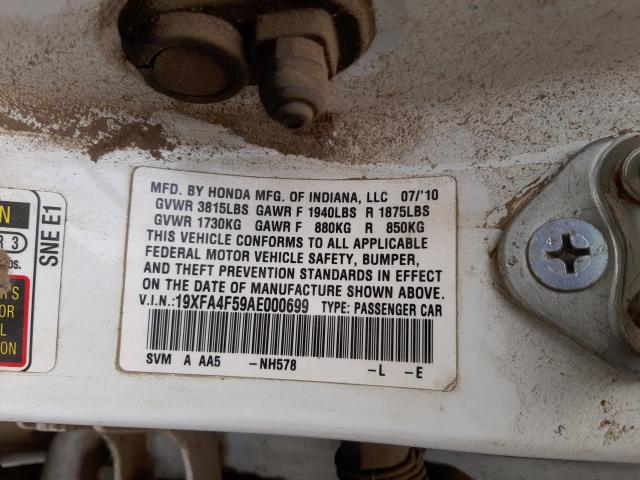 MFD. BY HONDA MFG. OF INDIANA, LLC 07/'10
GVWR 3815LBS GAWR F 1940LBS R 1875LBS
GVWR 1730KG GAWR F 880KG R 850KG
THIS VEHICLE CONFORMS TO ALL APPLICABLE
FEDERAL MOTOR VEHICLE SAFETY, BUMPER,
AND THEFT PREVENTION STANDARDS IN EFFECT
ON THE DATE OF MANUFACTURE SHOWN ABOVE.
V.I.N.:19XFA4F59AE000699 TYPE: PASSENGER CAR
SVM A AA5 -NH578 -L -E
SNE E1
3